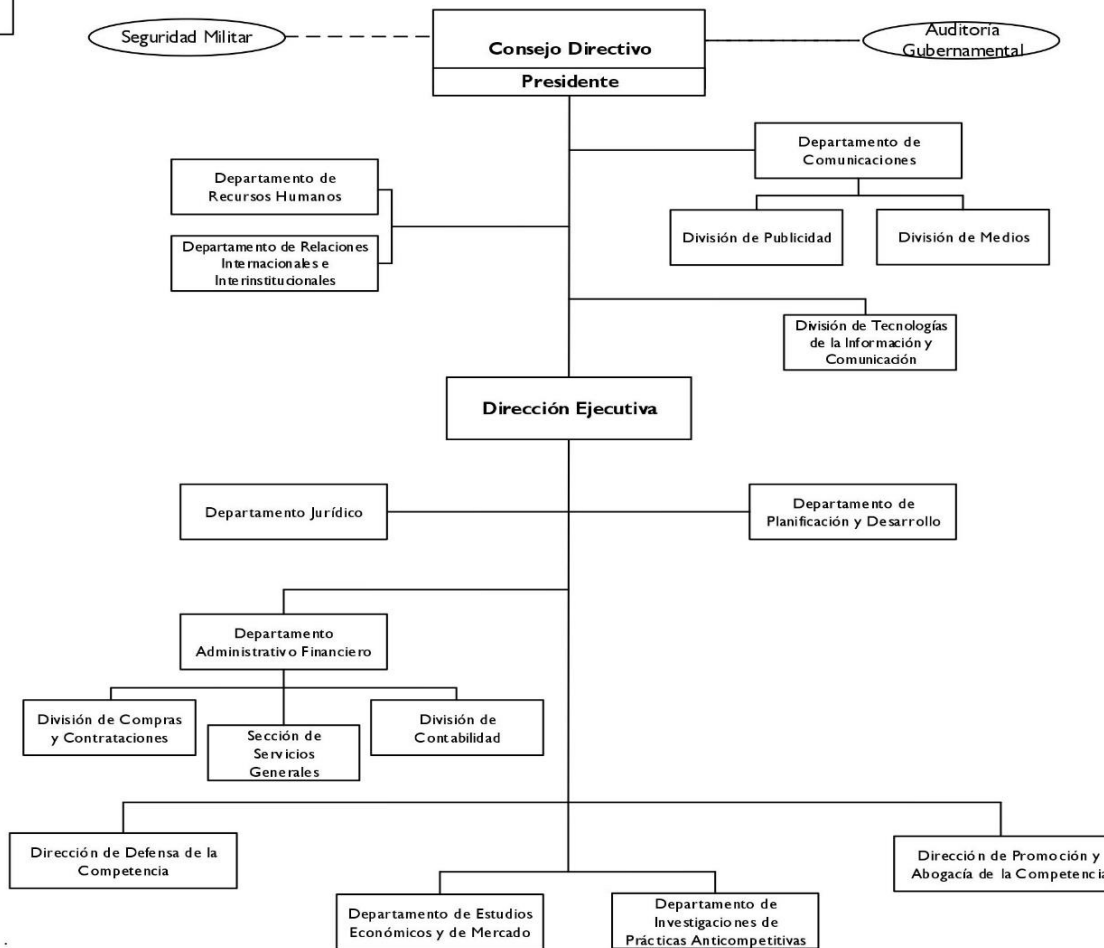 Seguridad Militar
Consejo Directivo
Presidente
Auditoria
Gubernamental
Departamento de
Comunicaciones
Departamento de
Recursos Humanos
División de Publicidad
División de Medios
Departamento de Relaciones
Internacionales e
Interinstitucionales
División de Tecnologías
de la Información y
Comunicación
Dirección Ejecutiva
Departamento Jurídico
Departamento de
Planificación y Desarrollo
Departamento
Administrativo Financiero
División de Compras
y Contrataciones
Sección de
Servicios
Generales
División de
Contabilidad
Dirección de Defensa de la
Competencia
Dirección de Promoción y
Abogacía de la Competencia
Departamento de Estudios
Económicos y de Mercado
Departamento de
Investigaciones de
Prácticas Anticompetitivas